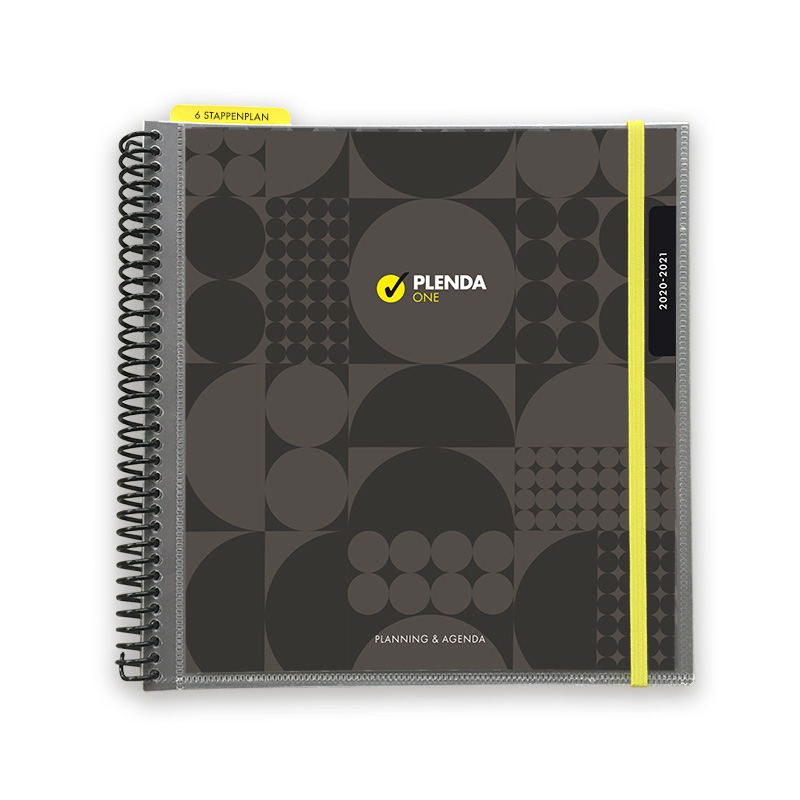 6 STAPPENPLAN
PLENDA
ONE
2020-2021
PLANNING & AGENDA